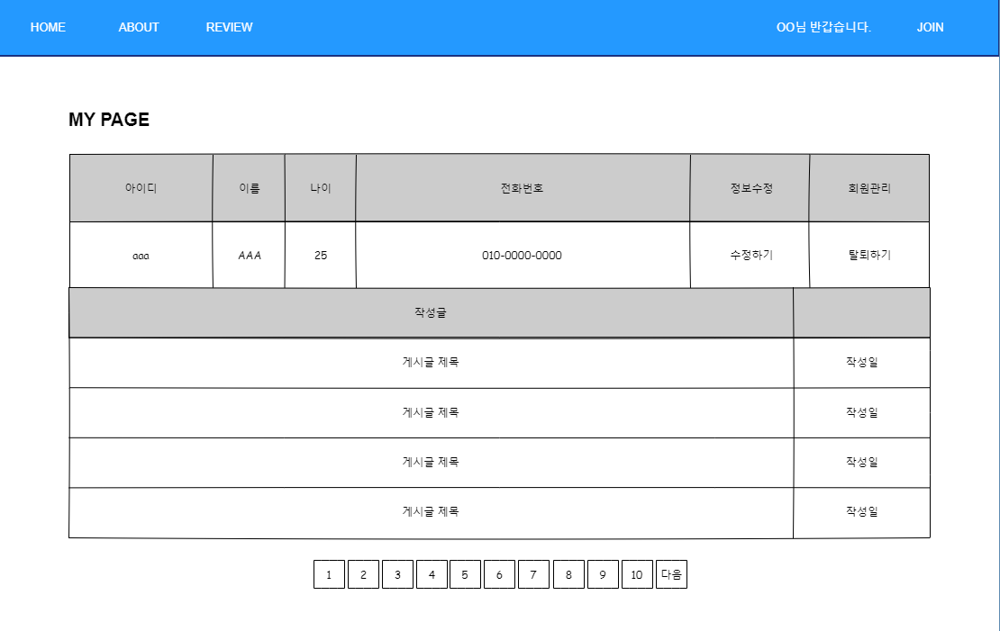 HOME ABOUT REVIEW OO님 반갑습니다. JOIN
MY PAGE
아이디 이름 나이 전화번호 정보수정 회원관리
aaa AAA 25 010-0000-0000 수정하기 탈퇴하기
작성글
게시글 제목 작성일
게시글 제목 작성일
게시글 제목 작성일
게시글 제목 작성일
1 2 3 4 5 6 7 8 9 10 다음